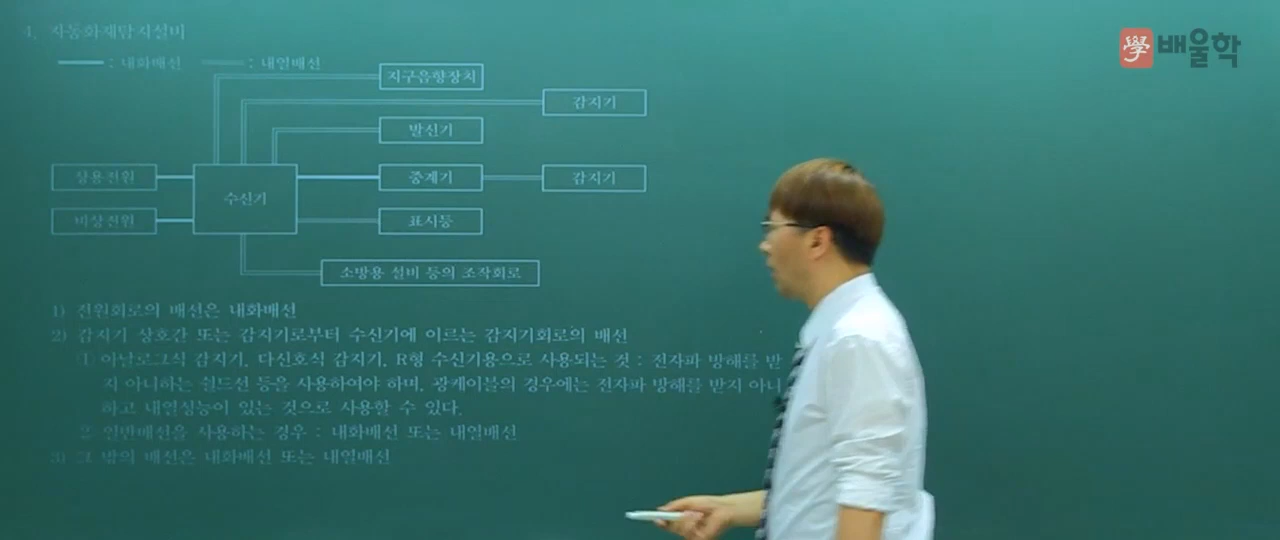 4. 자동화재탐지설비
學 배울학
: 내화배선 : 내열배선
지구음향장치
감지기
발신기
상용전원
중계기
감지기
수신기
비상전원
표시등
소방용 설비 등의 조작회로
1) 전원회로의 배선은 내화배선
2) 감지기 상호간 또는 감지기로부터 수신기에 이르는 감지기회로의 배선
① 아날로그식 감지기, 다신호식 감지기, R형 수신기용으로 사용되는 것 : 전자파 방해를 받
지 아니하는 쉴드선 등을 사용하여야 하며, 광케이블의 경우에는 전자파 방해를 받지 아니
하고 내열성능이 있는 것으로 사용할 수 있다.
② 일반배선을 사용하는 경우 : 내화배선 또는 내열배선
3) 그 밖의 배선은 내화배선 또는 내열배선